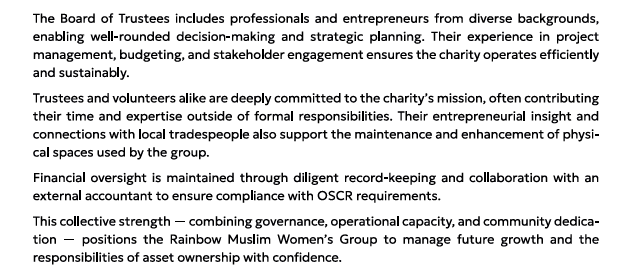 The Board of Trustees includes professionals and entrepreneurs from diverse backgrounds,
enabling well-rounded decision-making and strategic planning. Their experience in project
management, budgeting, and stakeholder engagement ensures the charity operates efficiently
and sustainably.
Trustees and volunteers alike are deeply committed to the charity's mission, often contributing
their time and expertise outside of formal responsibilities. Their entrepreneurial insight and
connections with local tradespeople also support the maintenance and enhancement of physi-
cal spaces used by the group.
Financial oversight is maintained through diligent record-keeping and collaboration with an
external accountant to ensure compliance with OSCR requirements.
This collective strength — combining governance, operational capacity, and community dedica-
tion — positions the Rainbow Muslim Women's Group to manage future growth and the
responsibilities of asset ownership with confidence.